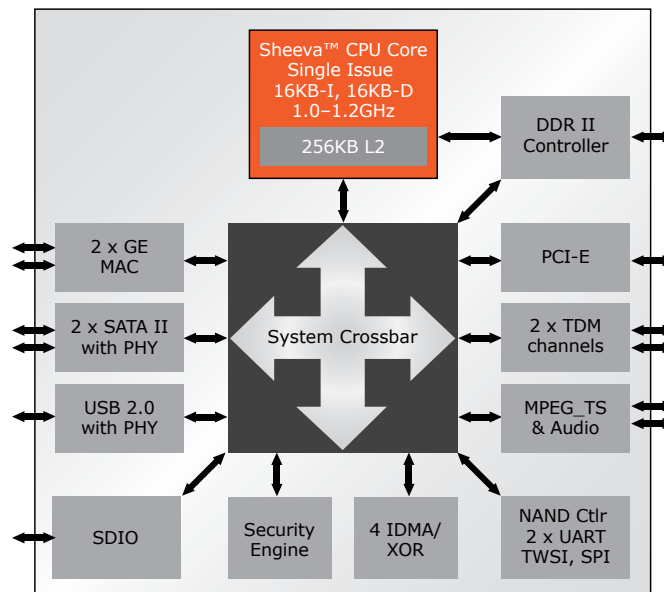 Sheeva™ CPU Core
Single Issue
16KB-I, 16KB-D
1.0–1.2GHz
256KB L2
DDR II
Controller
2 x GE
MAC
PCI-E
2 x SATA II
with PHY
System Crossbar
2 x TDM
channels
USB 2.0
with PHY
MPEG_TS
& Audio
SDIO
Security
Engine
4 IDMA/
XOR
NAND Ctlr
2 x UART
TWSI, SPI